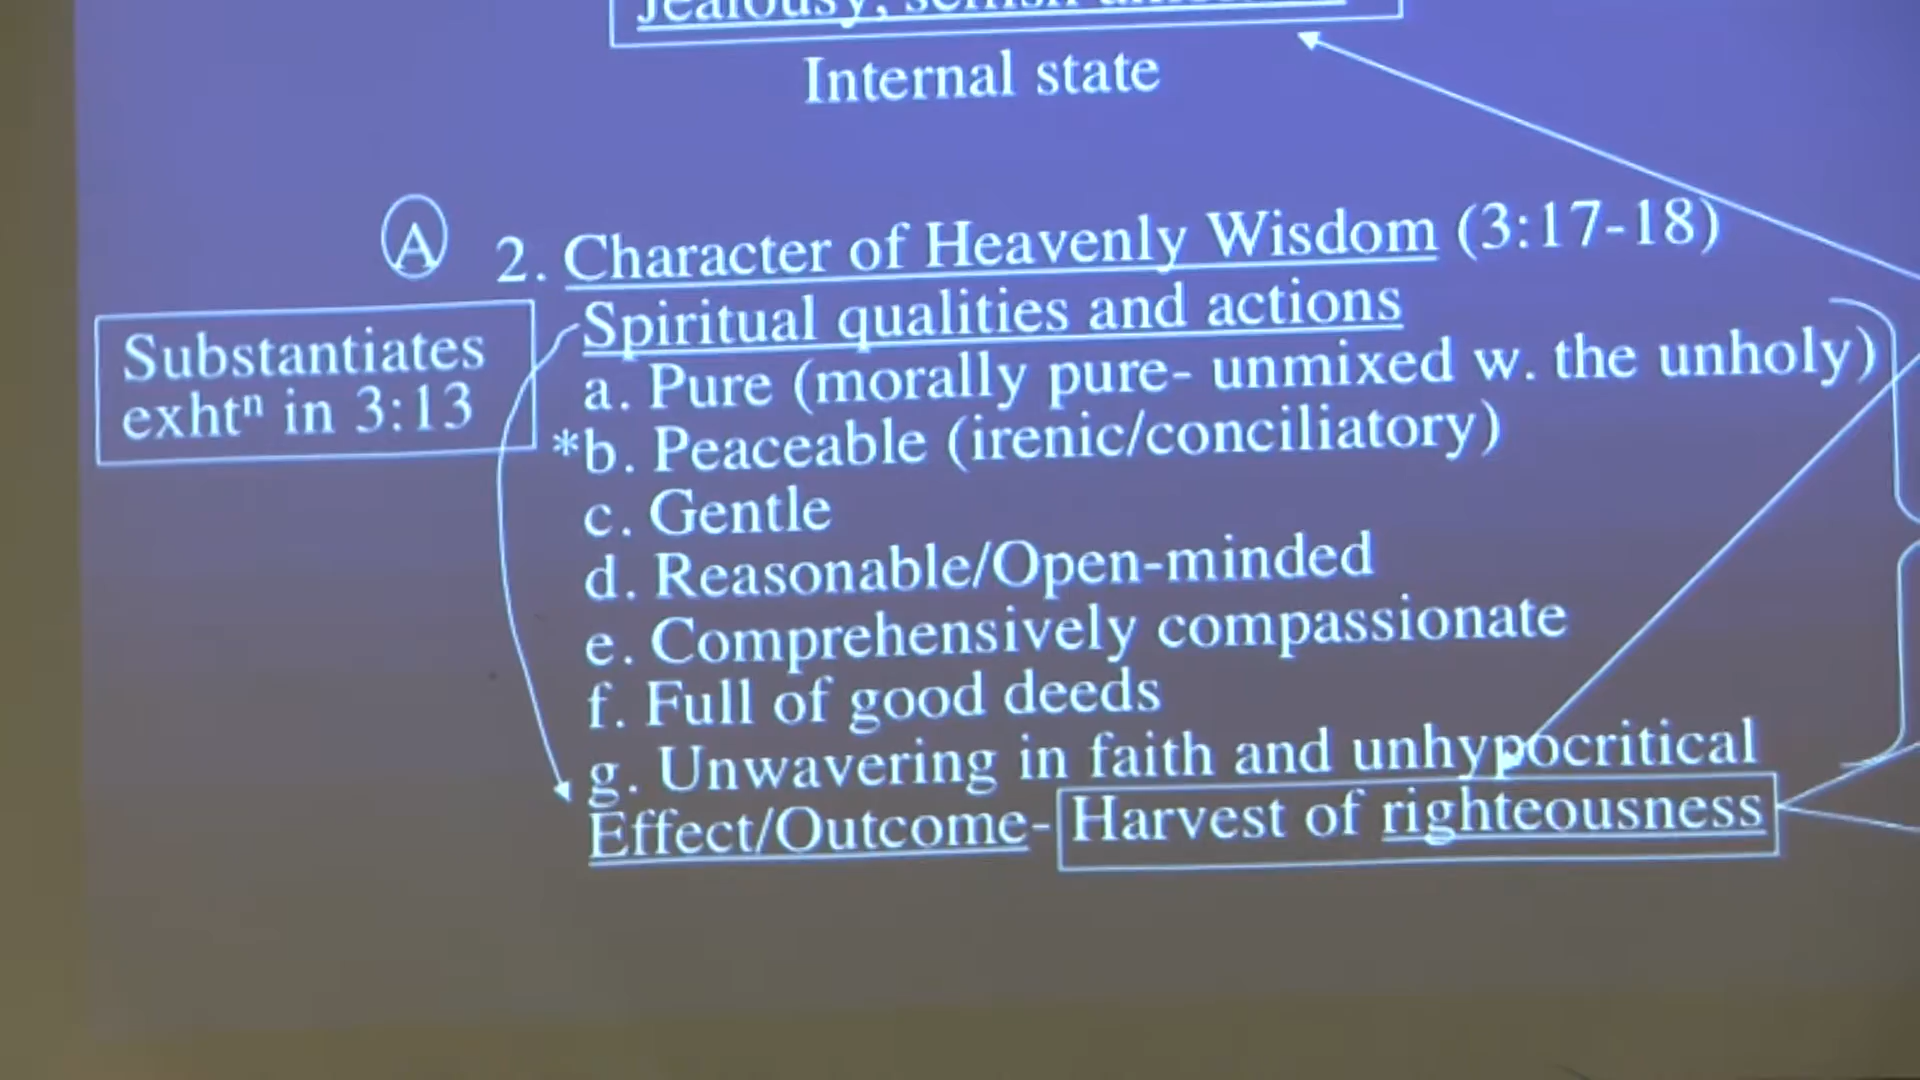 Jealousy, selfish
Internal state
A
2. Character of Heavenly Wisdom (3:17-18)
Spiritual qualities and actions
Substantiates
exhtⁿ in 3:13
a. Pure (morally pure- unmixed w. the unholy)
*b. Peaceable (irenic/conciliatory)
c. Gentle
d. Reasonable/Open-minded
e. Comprehensively compassionate
f. Full of good deeds
g. Unwavering in faith and unhypocritical
Effect/Outcome- Harvest of righteousness